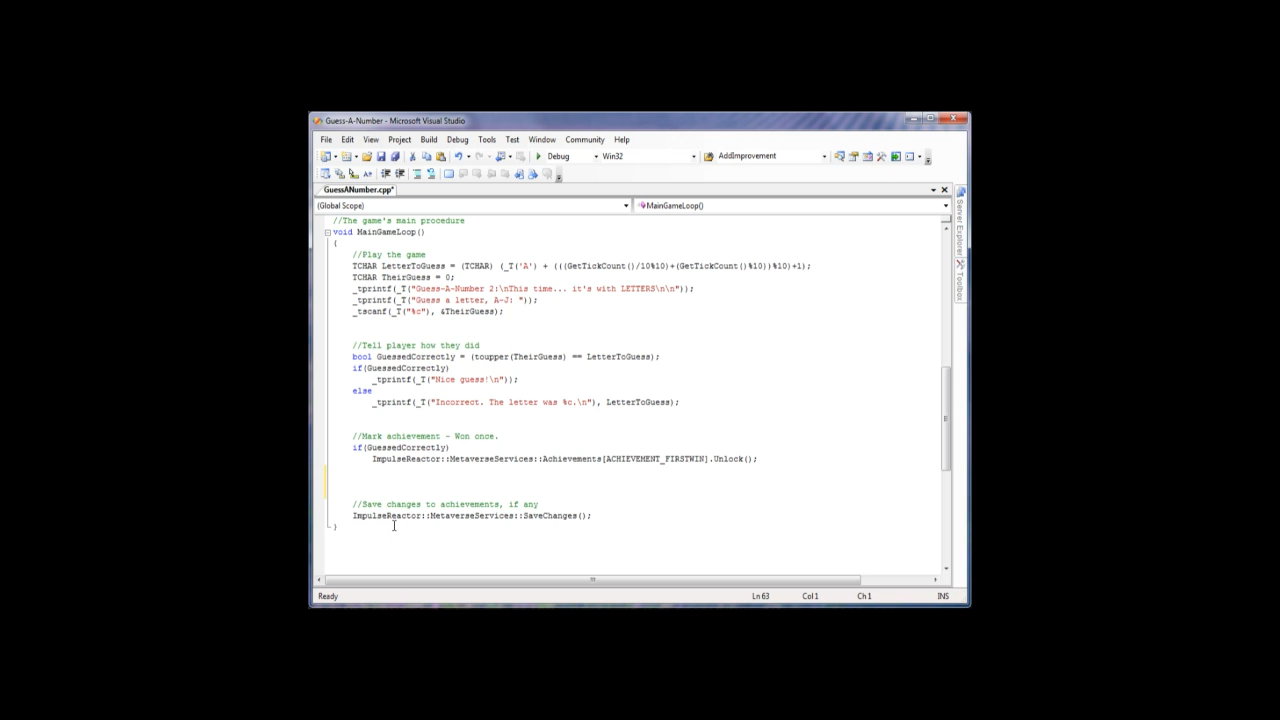 Guess-A-Number - Microsoft Visual Studio
File Edit View Project Build Debug Tools Test Window Community Help
Debug Win32 AddImprovement
GuessANumber.cpp*
(Global Scope) MainGameLoop()
//The game's main procedure
void MainGameLoop()
{
//Play the game
TCHAR LetterToGuess = (TCHAR) (_T('A') + (((GetTickCount()/10%10)+(GetTickCount()%10))%10)+1);
TCHAR TheirGuess = 0;
_tprintf(_T("Guess-A-Number 2:\nThis time... it's with LETTERS\n\n"));
_tprintf(_T("Guess a letter, A-J: "));
_tscanf(_T("%c"), &TheirGuess);
//Tell player how they did
bool GuessedCorrectly = (toupper(TheirGuess) == LetterToGuess);
if(GuessedCorrectly)
_tprintf(_T("Nice guess!\n"));
else
_tprintf(_T("Incorrect. The letter was %c.\n"), LetterToGuess);
//Mark achievement - Won once.
if(GuessedCorrectly)
ImpulseReactor::MetaverseServices::Achievements[ACHIEVEMENT_FIRSTWIN].Unlock();
//Save changes to achievements, if any
ImpulseReactor::MetaverseServices::SaveChanges();
}
Server Explorer
Toolbox
Ready Ln 63 Col 1 Ch 1 INS